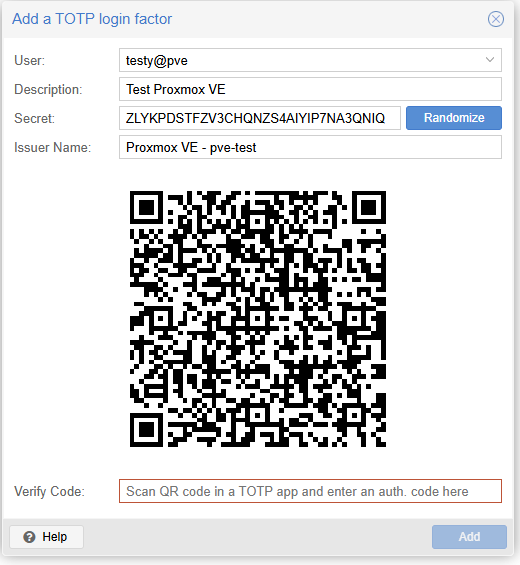 Add a TOTP login factor
User: testy@pve
Description: Test Proxmox VE
Secret: ZLYKPDSTFZV3CHQNZS4AIYIP7NA3QNIQ Randomize
Issuer Name: Proxmox VE - pve-test
Verify Code: Scan QR code in a TOTP app and enter an auth. code here
Help Add